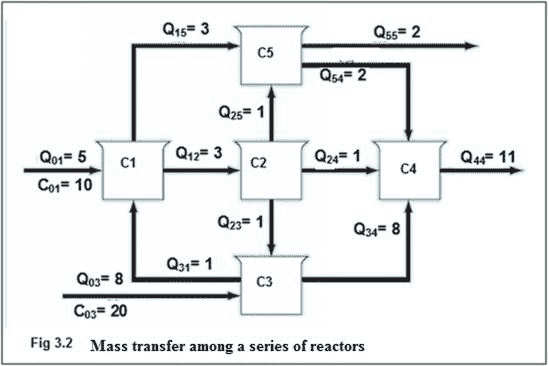 Q15= 3
C5
Q55= 2
Q54= 2
Q25= 1
Q01= 5
C01= 10
C1
Q12= 3
C2
Q24= 1
C4
Q44= 11
Q23= 1
Q34= 8
Q31= 1
Q03= 8
C03= 20
C3
Fig 3.2 Mass transfer among a series of reactors